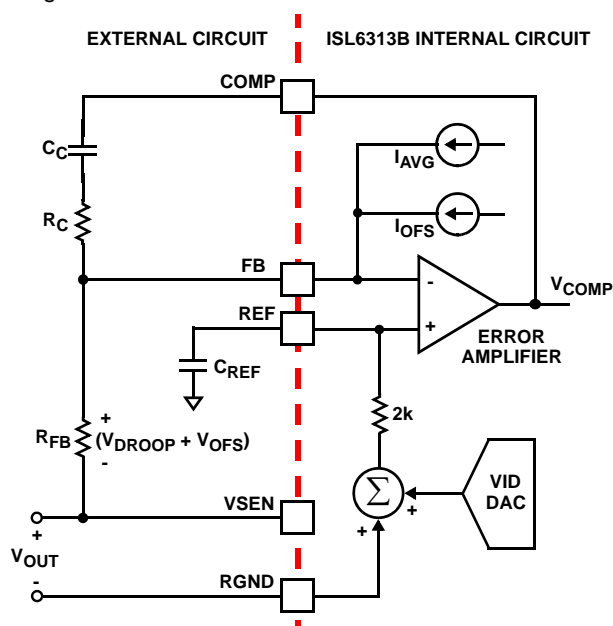 EXTERNAL CIRCUIT
ISL6313B INTERNAL CIRCUIT
COMP
CC
IAVG
RC
IOFS
FB
-
VCOMP
REF
+
ERROR
AMPLIFIER
CREF
2k
+
RFB
(VDROOP + VOFS)
-
VID
DAC
Σ
+
+
VSEN
+
VOUT
-
RGND